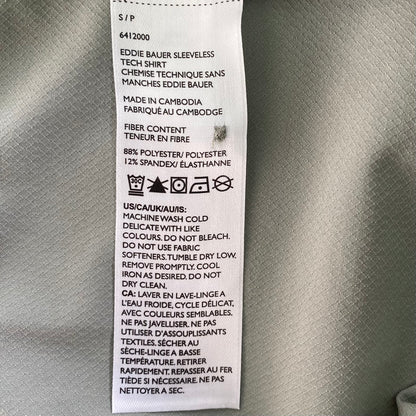 S / P
6412000
EDDIE BAUER SLEEVELESS
TECH SHIRT
CHEMISE TECHNIQUE SANS
MANCHES EDDIE BAUER
MADE IN CAMBODIA
FABRIQUÉ AU CAMBODGE
FIBER CONTENT
TENEUR EN FIBRE
88% POLYESTER/ POLYESTER
12% SPANDEX/ ÉLASTHANNE
US/CA/UK/AU/IS:
MACHINE WASH COLD
DELICATE WITH LIKE
COLOURS. DO NOT BLEACH.
DO NOT USE FABRIC
SOFTENERS. TUMBLE DRY LOW.
REMOVE PROMPTLY. COOL
IRON AS DESIRED. DO NOT
DRY CLEAN.
CA: LAVER EN LAVE-LINGE A
L'EAU FROIDE, CYCLE DÉLICAT,
AVEC COULEURS SEMBLABLES,
NE PAS JAVELLISER. NE PAS
UTILISER D'ASSOUPLISSANTS
TEXTILES. SÉCHER AU
SÈCHE-LINGE A BASSE
TEMPÉRATURE. RETIRER
RAPIDEMENT. REPASSER AU FER
TIÈDE SI NÉCESSAIRE. NE PAS
NETTOYER A SEC.